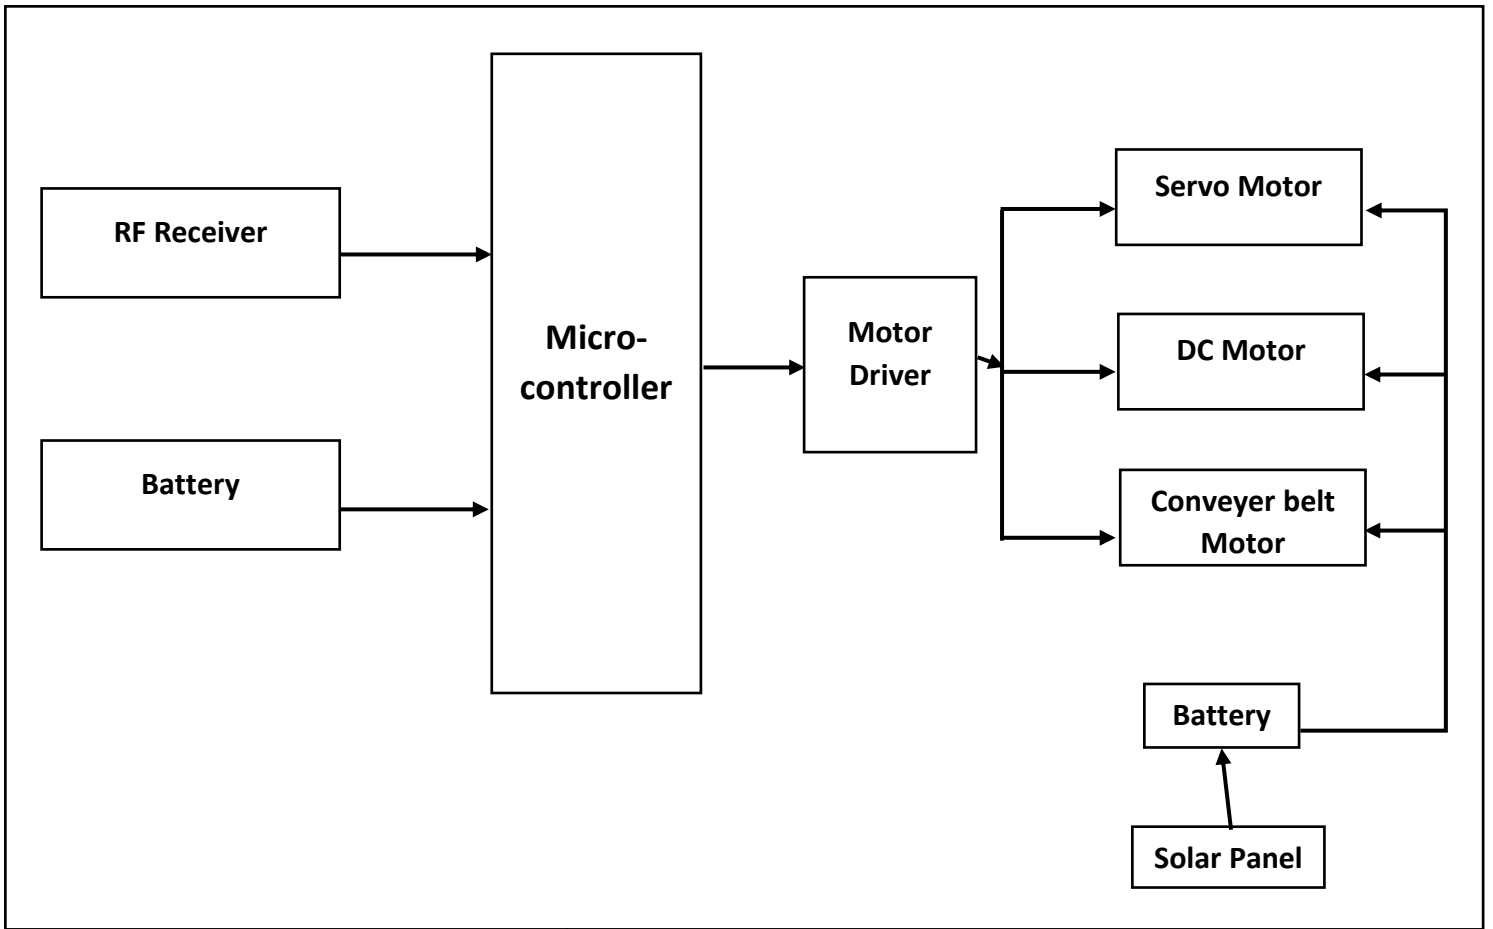 RF Receiver
Battery
Micro-
controller
Motor
Driver
Servo Motor
DC Motor
Conveyer belt
Motor
Battery
Solar Panel